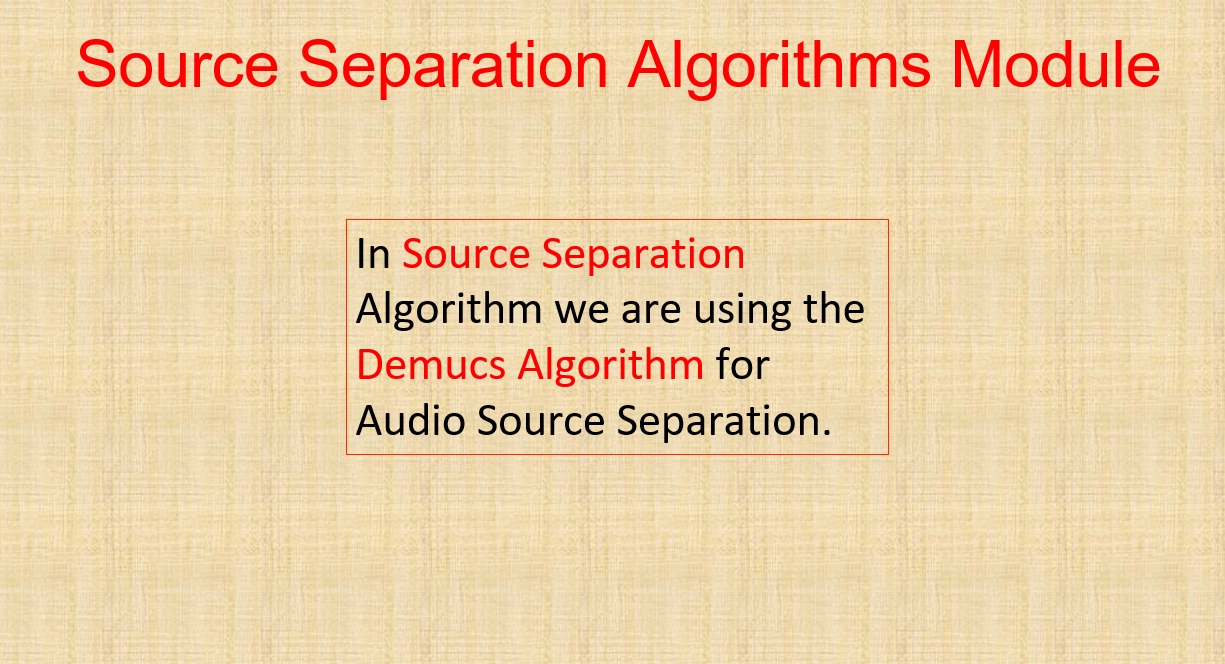 Source Separation Algorithms Module
In Source Separation
Algorithm we are using the
Demucs Algorithm for
Audio Source Separation.